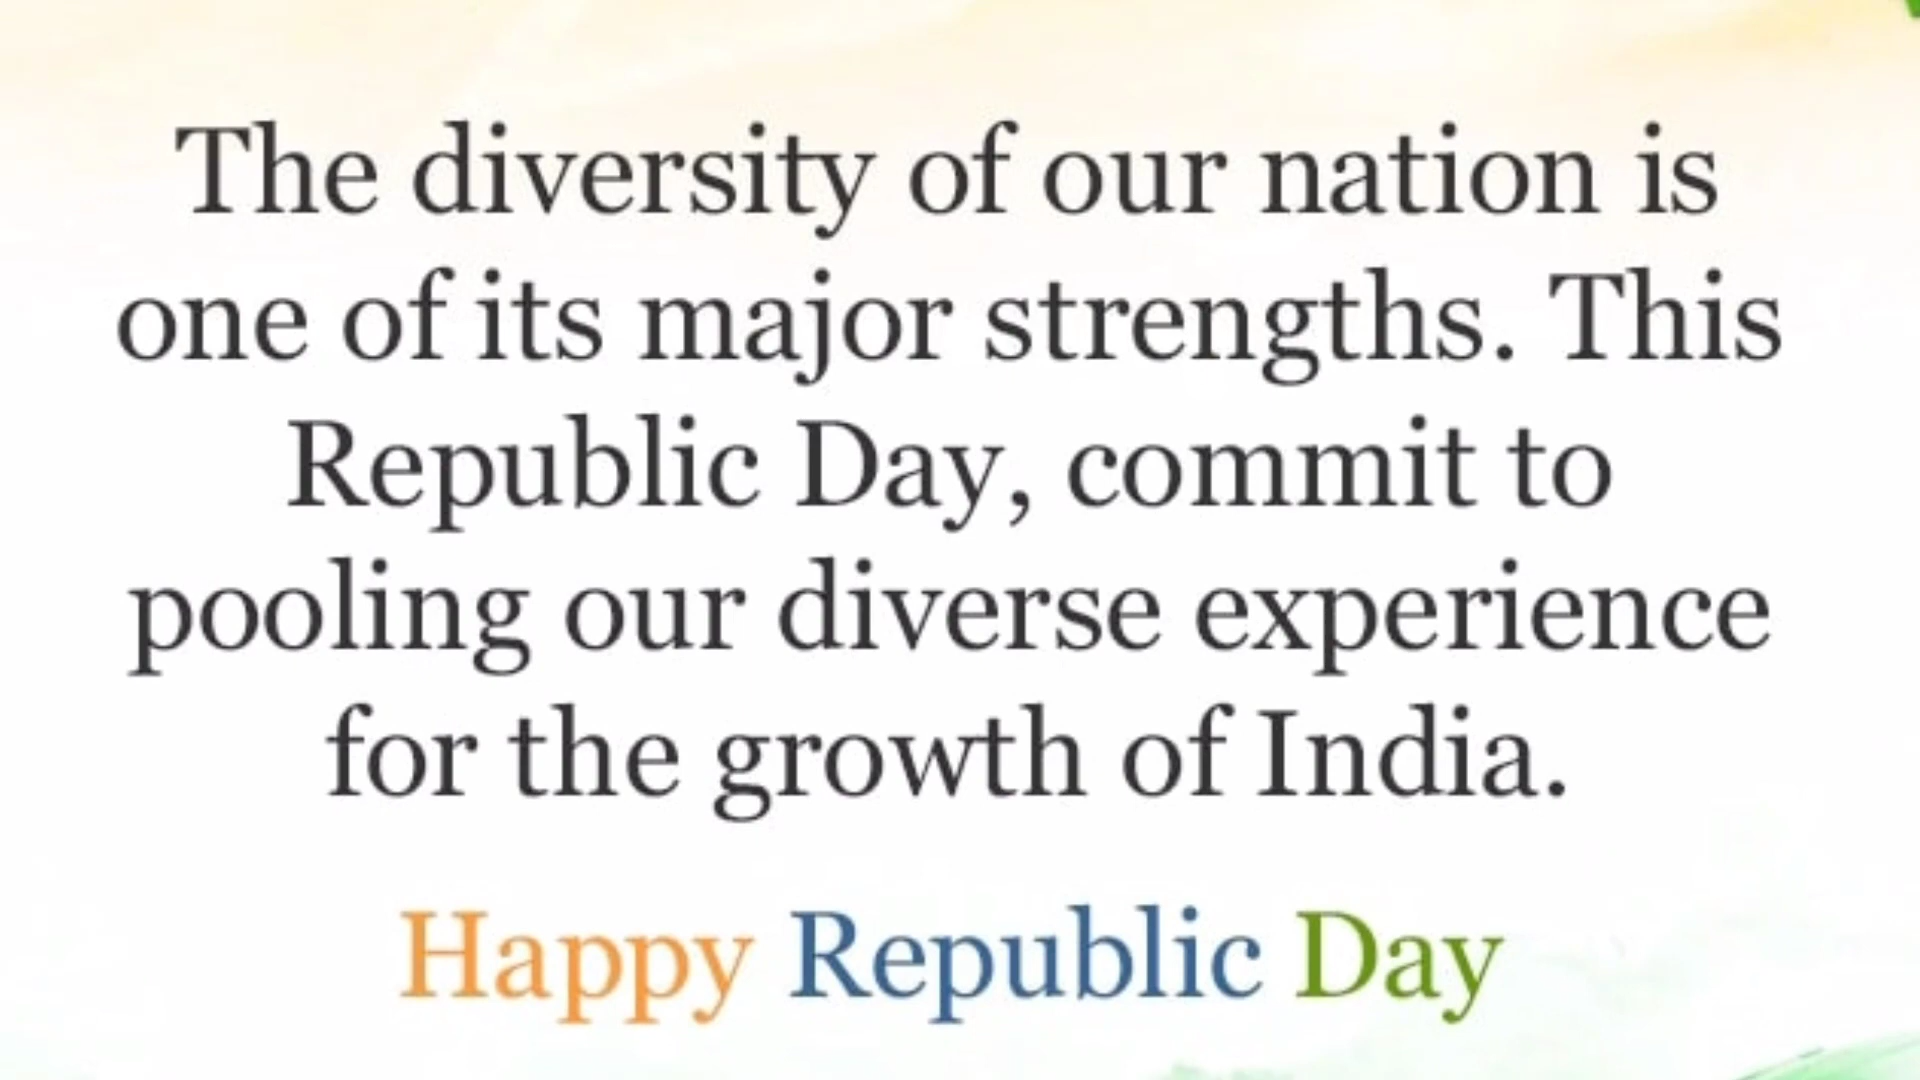 The diversity of our nation is
one of its major strengths. This
Republic Day, commit to
pooling our diverse experience
for the growth of India.
Happy Republic Day